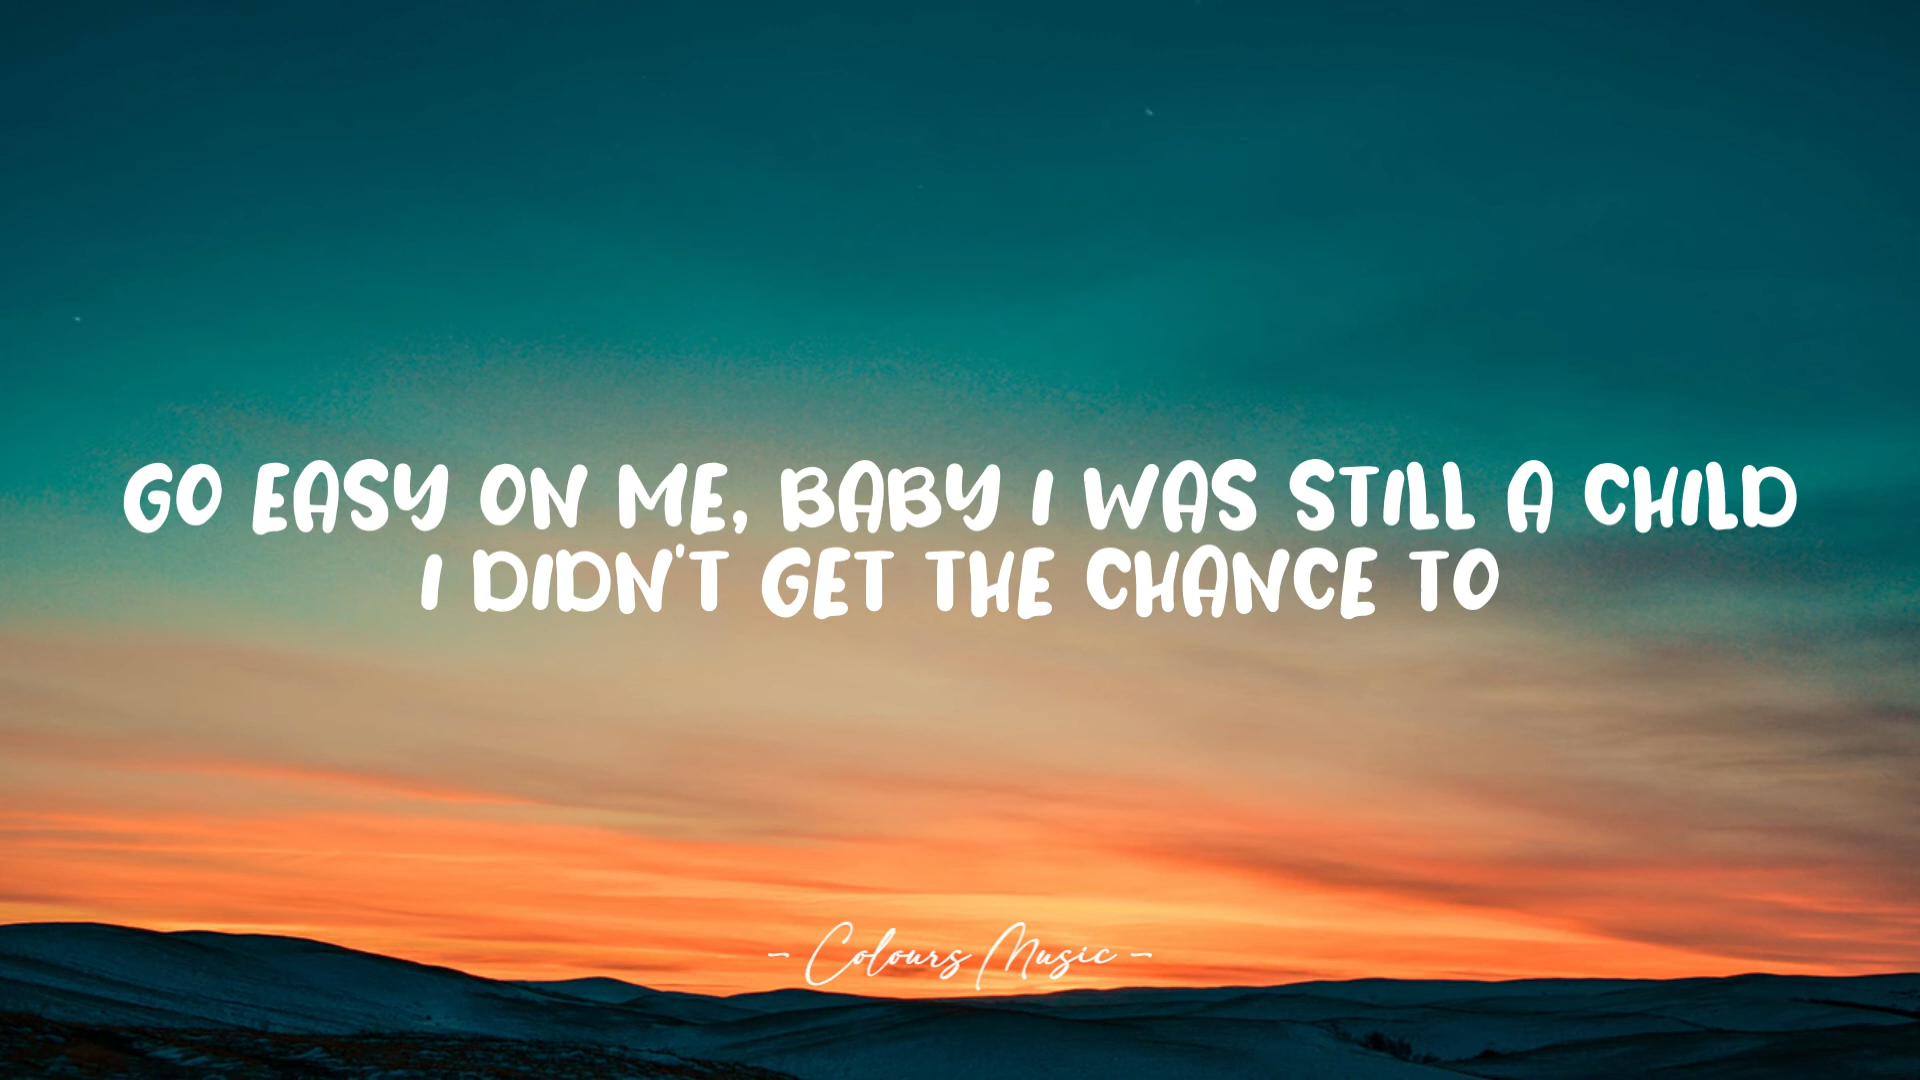 GO EASY ON ME, BABY I WAS STILL A CHILD
I DIDN'T GET THE CHANCE TO
- Colours Music -